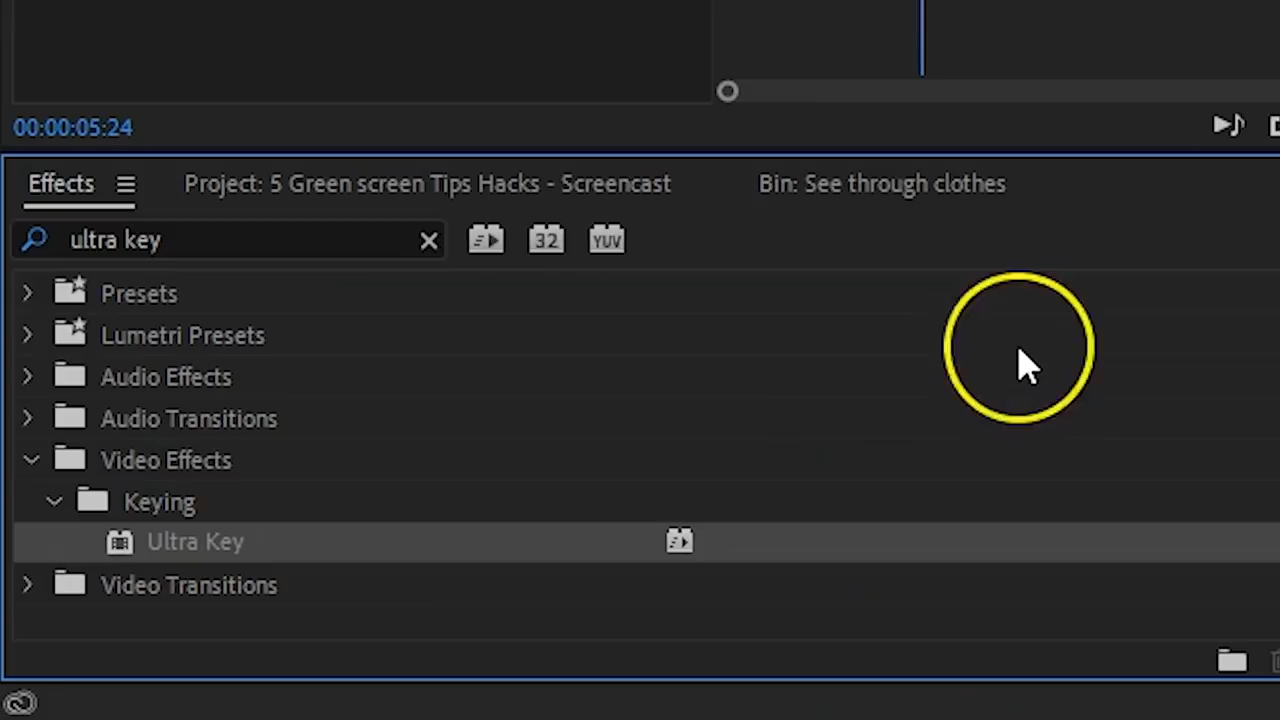 00:00:05:24
Effects Project: 5 Green screen Tips Hacks - Screencast Bin: See through clothes
ultra key 32 YUV
Presets
Lumetri Presets
Audio Effects
Audio Transitions
Video Effects
Keying
Ultra Key
Video Transitions